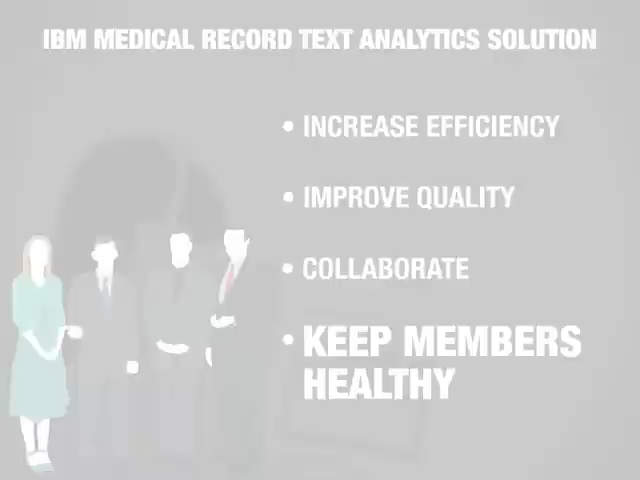 IBM MEDICAL RECORD TEXT ANALYTICS SOLUTION
• INCREASE EFFICIENCY
• IMPROVE QUALITY
• COLLABORATE
• KEEP MEMBERS
HEALTHY